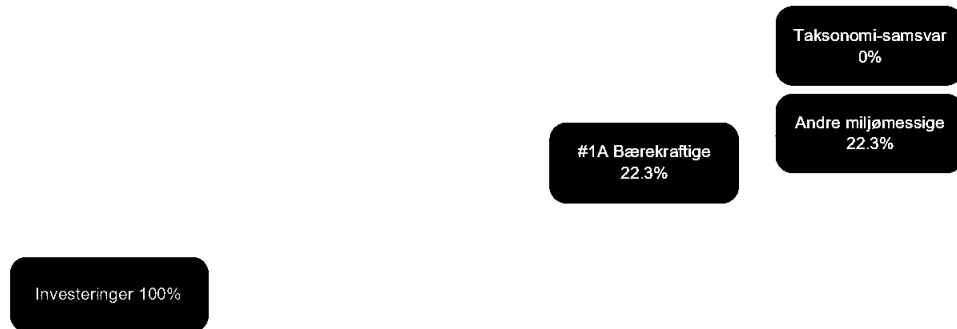 Taksonomi-samsvar
0%
Andre miljømessige
22.3%
#1A Bærekraftige
22.3%
Investeringer 100%